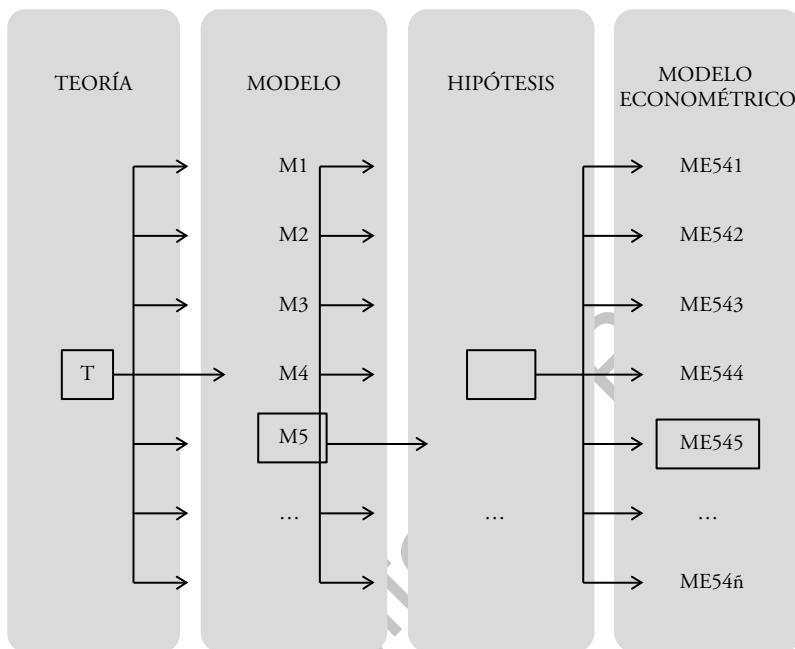 TEORÍA
MODELO
HIPÓTESIS
MODELO
ECONOMÉTRICO
M1
ME541
M2
ME542
M3
ME543
T
M4
ME544
M5
ME545
...
...
...
ME54ñ